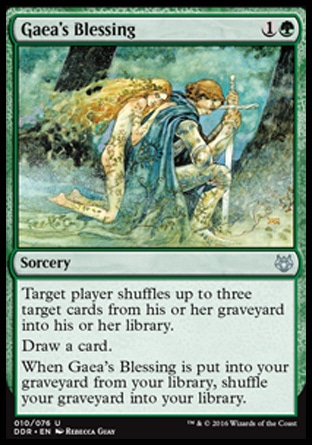 Gaea's Blessing 1
Sorcery
Target player shuffles up to three
target cards from his or her graveyard
into his or her library.
Draw a card.
When Gaea's Blessing is put into your
graveyard from your library, shuffle
your graveyard into your library.
010/076 U
DDR • EN Rebecca Guay
™ & © 2016 Wizards of the Coast